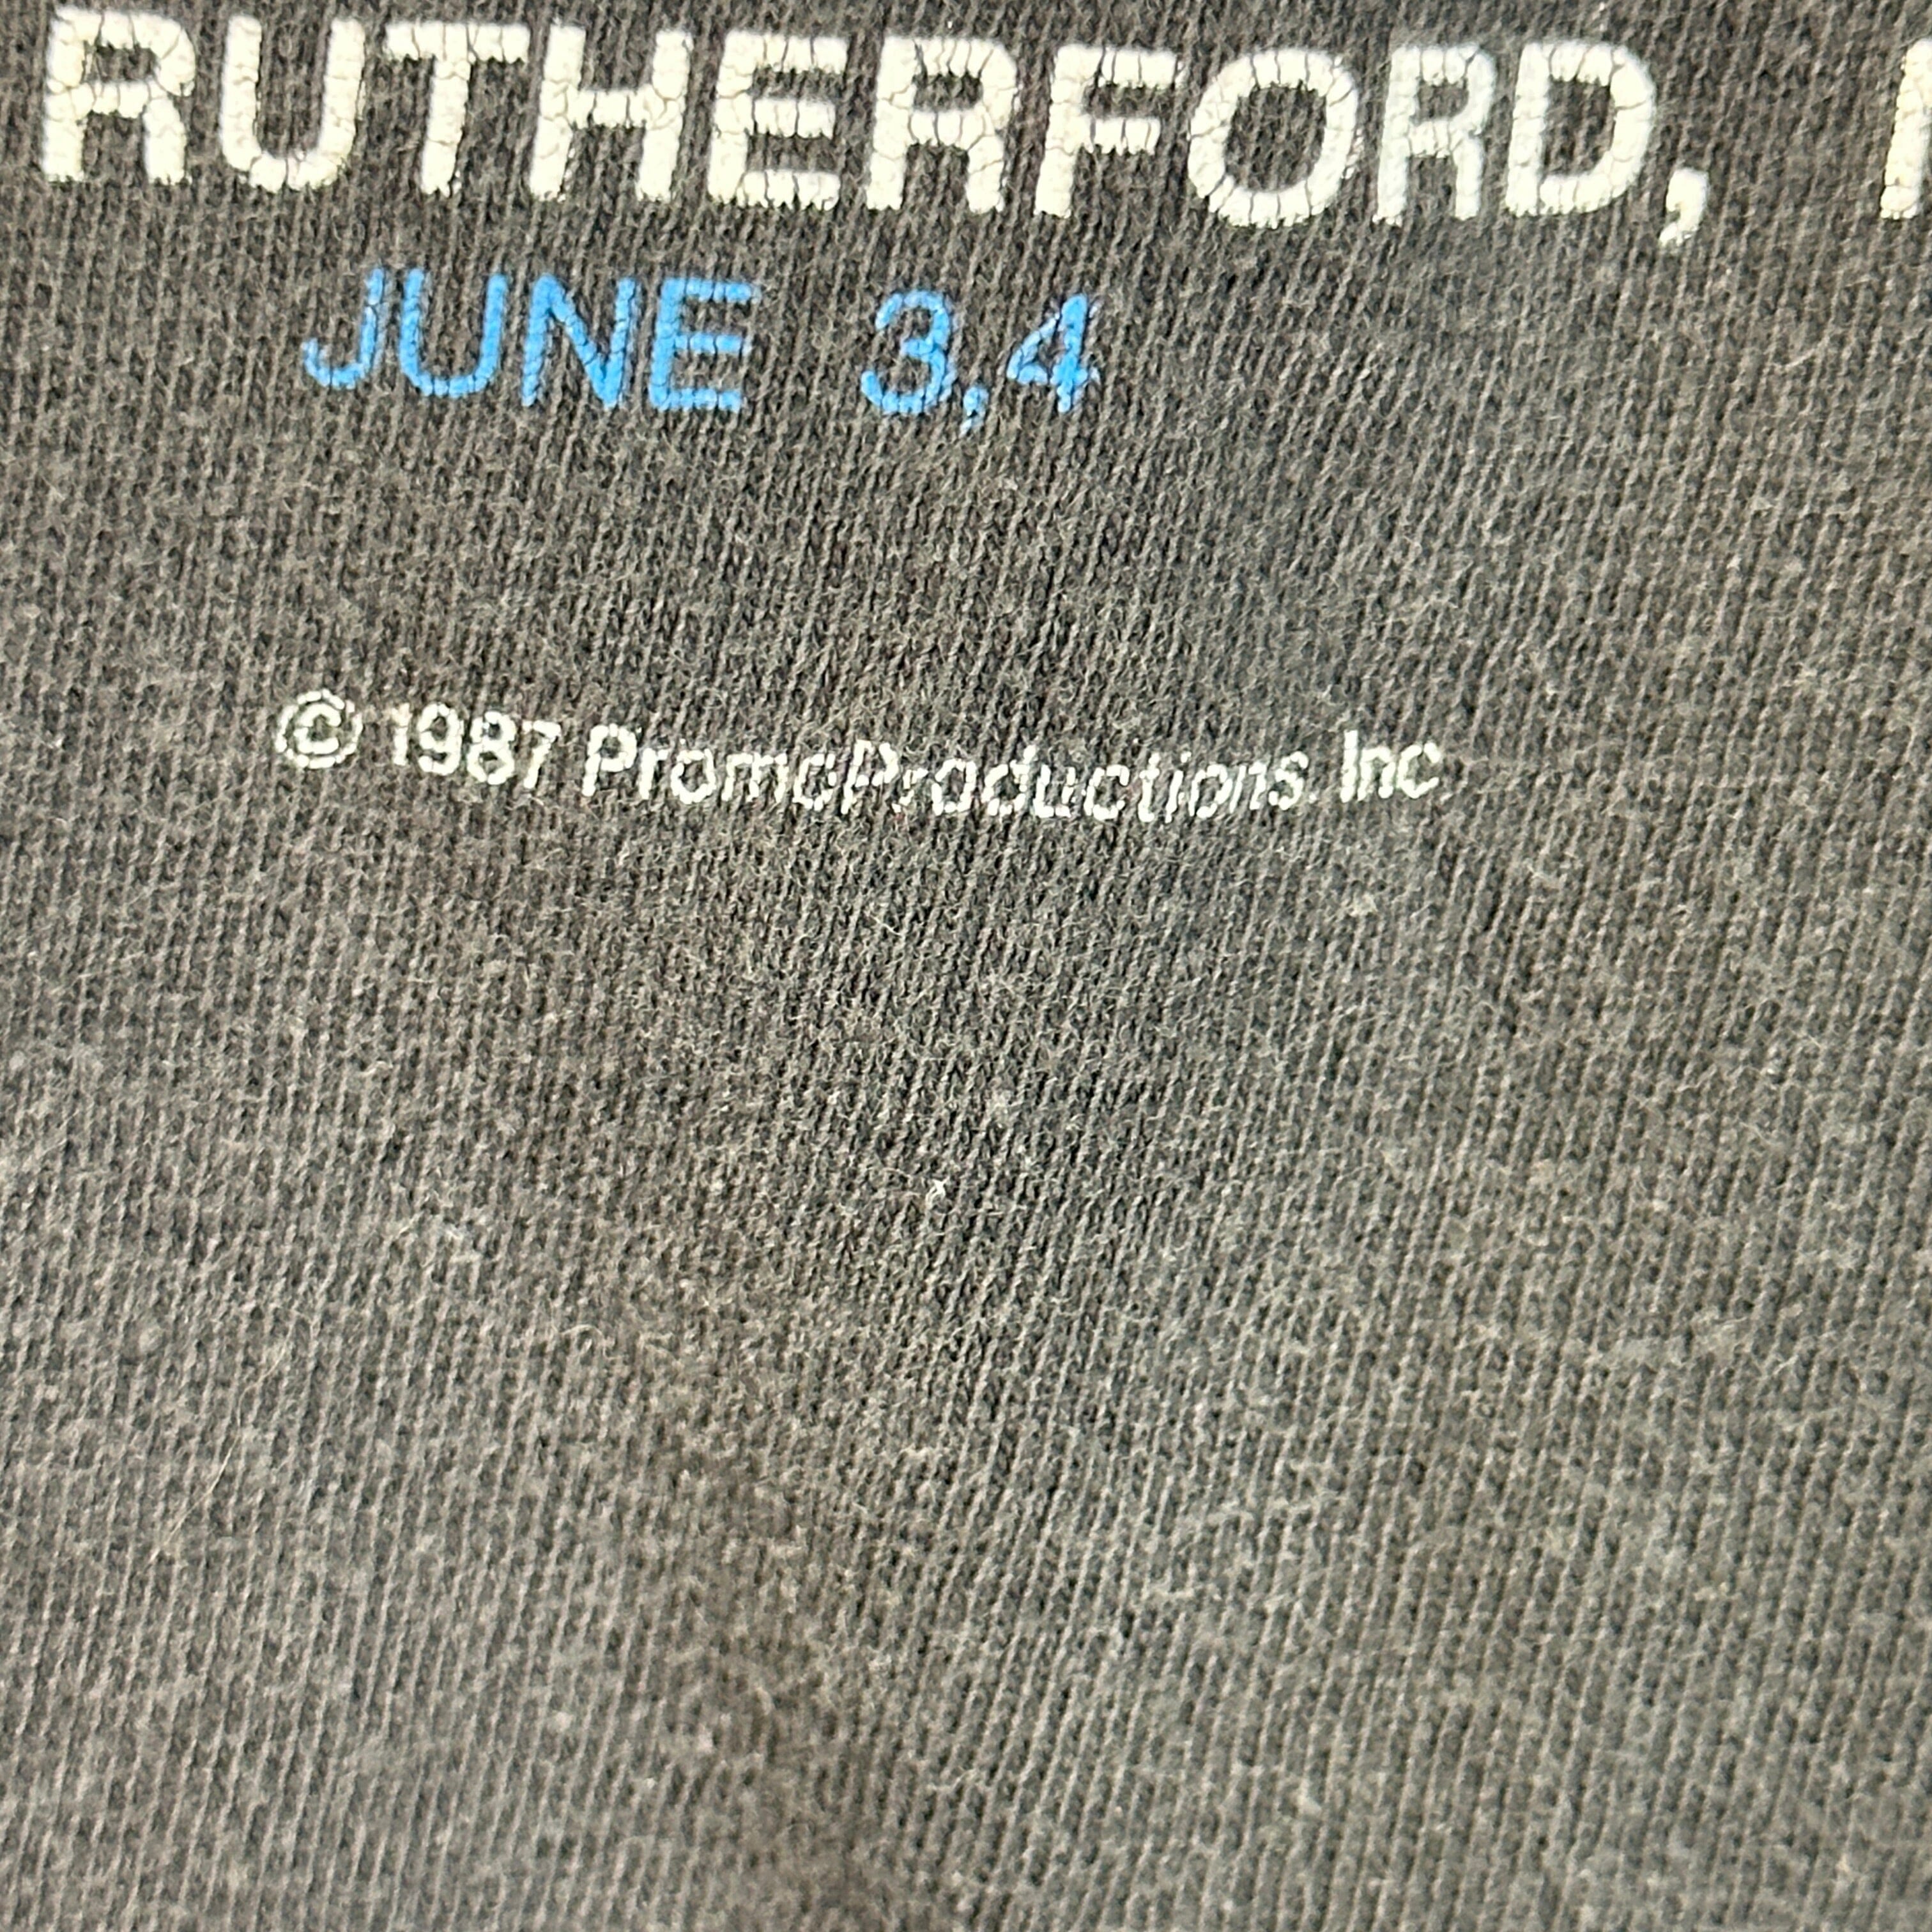 RUTHERFORD,
JUNE 3,4
© 1987 PromoProductions. Inc.